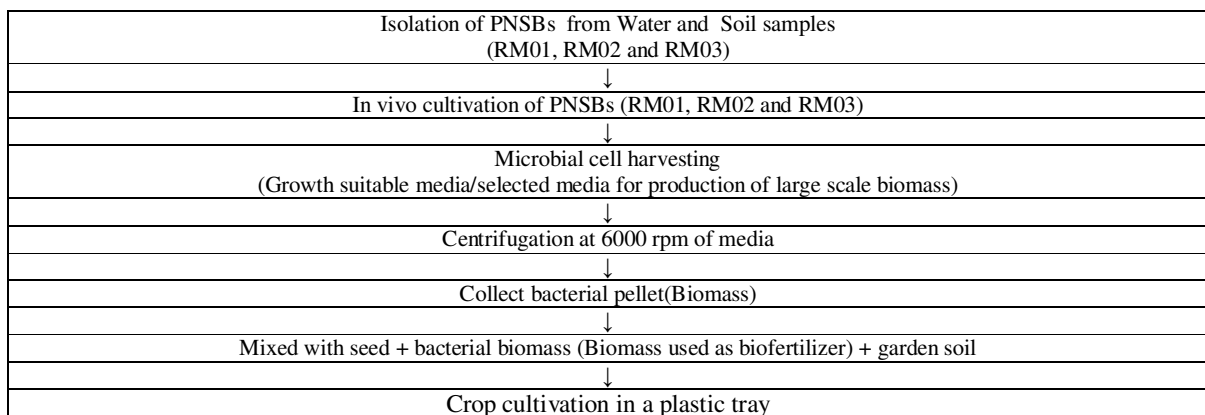 Isolation of PNSBs from Water and Soil samples
(RM01, RM02 and RM03)
↓
In vivo cultivation of PNSBs (RM01, RM02 and RM03)
↓
Microbial cell harvesting
(Growth suitable media/selected media for production of large scale biomass)
↓
Centrifugation at 6000 rpm of media
↓
Collect bacterial pellet(Biomass)
↓
Mixed with seed + bacterial biomass (Biomass used as biofertilizer) + garden soil
↓
Crop cultivation in a plastic tray